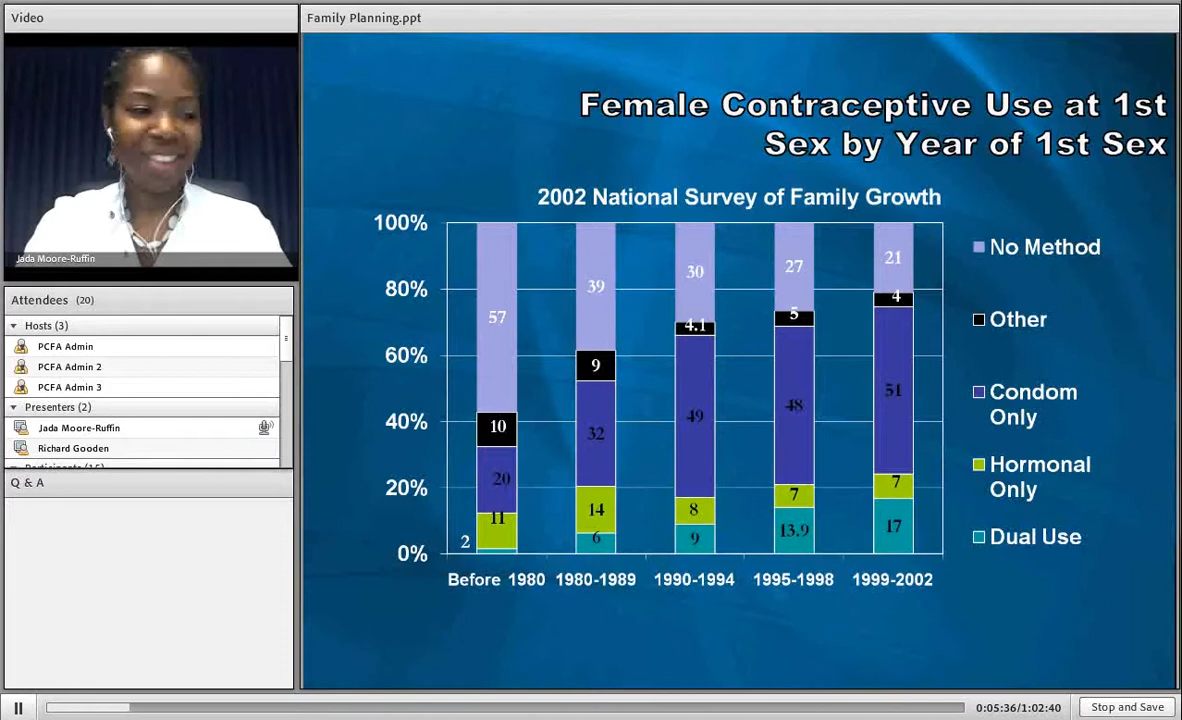 Video
Jada Moore-Ruffin
Attendees (20)
Hosts (3)
PCFA Admin
PCFA Admin 2
PCFA Admin 3
Presenters (2)
Jada Moore-Ruffin
Richard Gooden
Q & A
Family Planning.ppt
Female Contraceptive Use at 1st
Sex by Year of 1st Sex
2002 National Survey of Family Growth
100%
80%
60%
40%
20%
0%
57
10
20
11
2
39
9
32
14
6
30
4.1
49
8
9
27
5
48
7
13.9
21
4
51
7
17
Before 1980
1980-1989
1990-1994
1995-1998
1999-2002
No Method
Other
Condom
Only
Hormonal
Only
Dual Use
0:05:36/1:02:40
Stop and Save